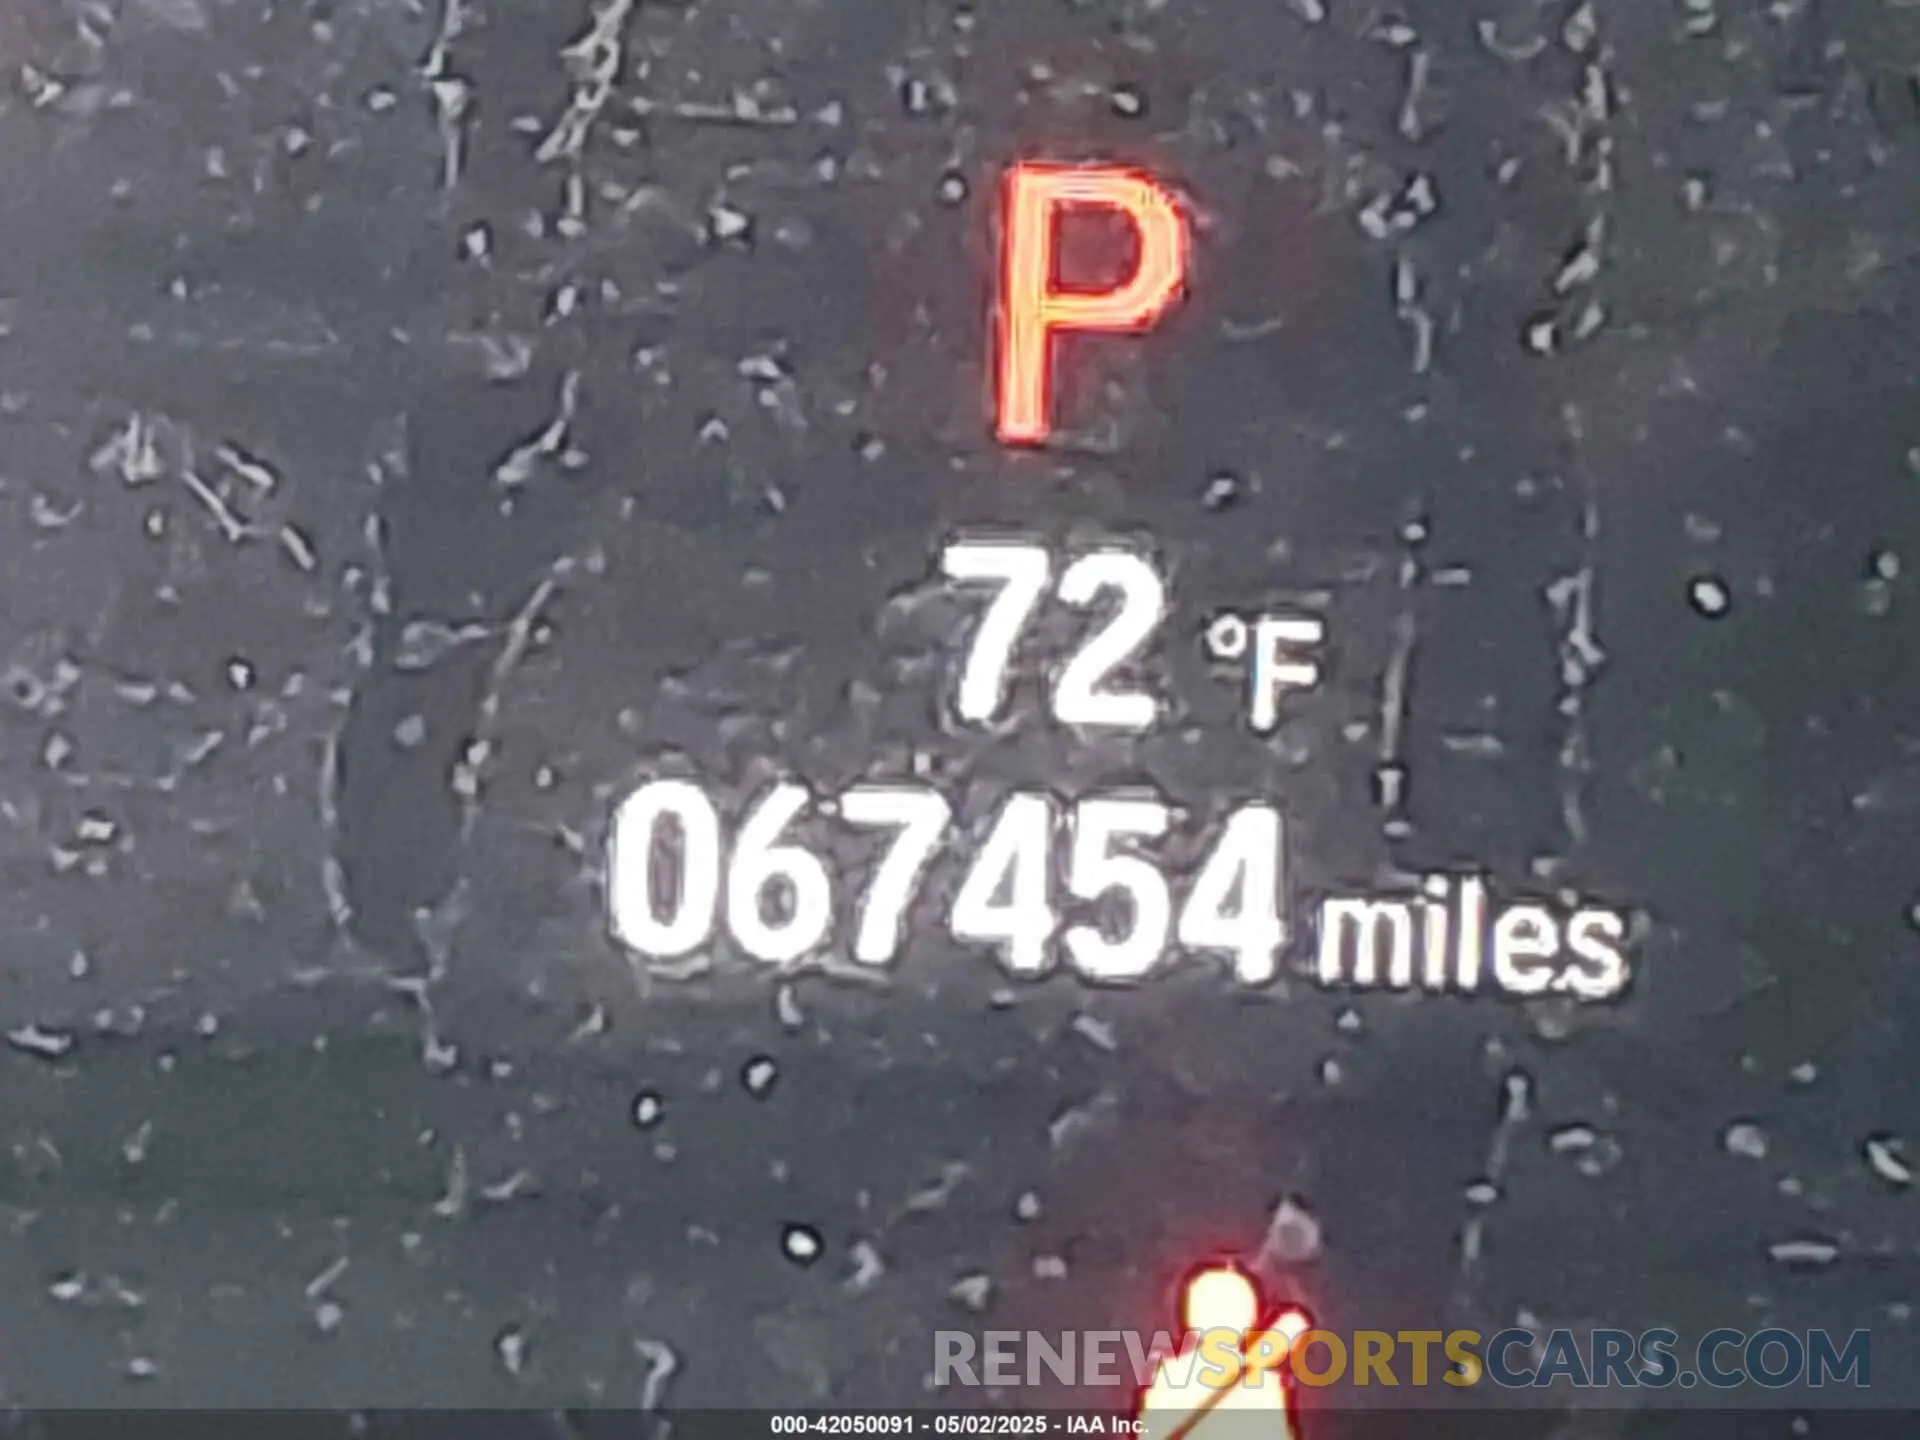 P
72 °F
067454 miles
RENEWSPORTSCARS.COM
000-42050091 - 05/02/2025 - IAA Inc.